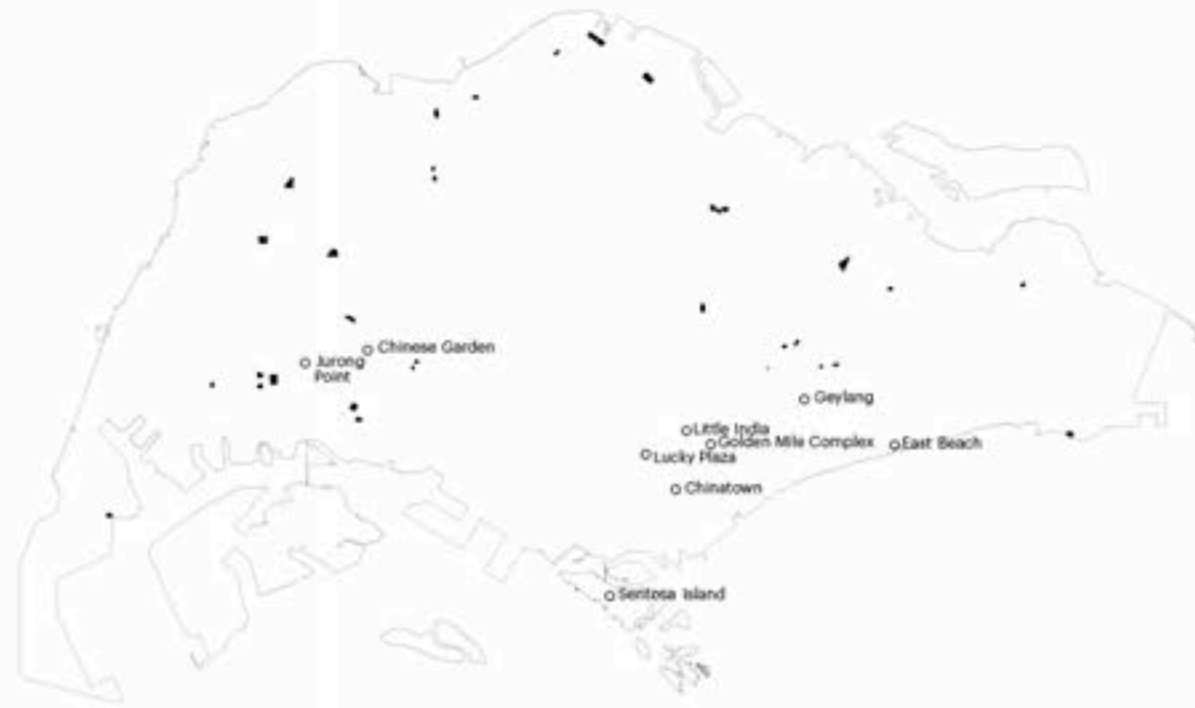 Chinese Garden
Jurong
Point
Geylang
Little India
Golden Mile Complex
East Beach
Lucky Plaza
Chinatown
Sentosa Island